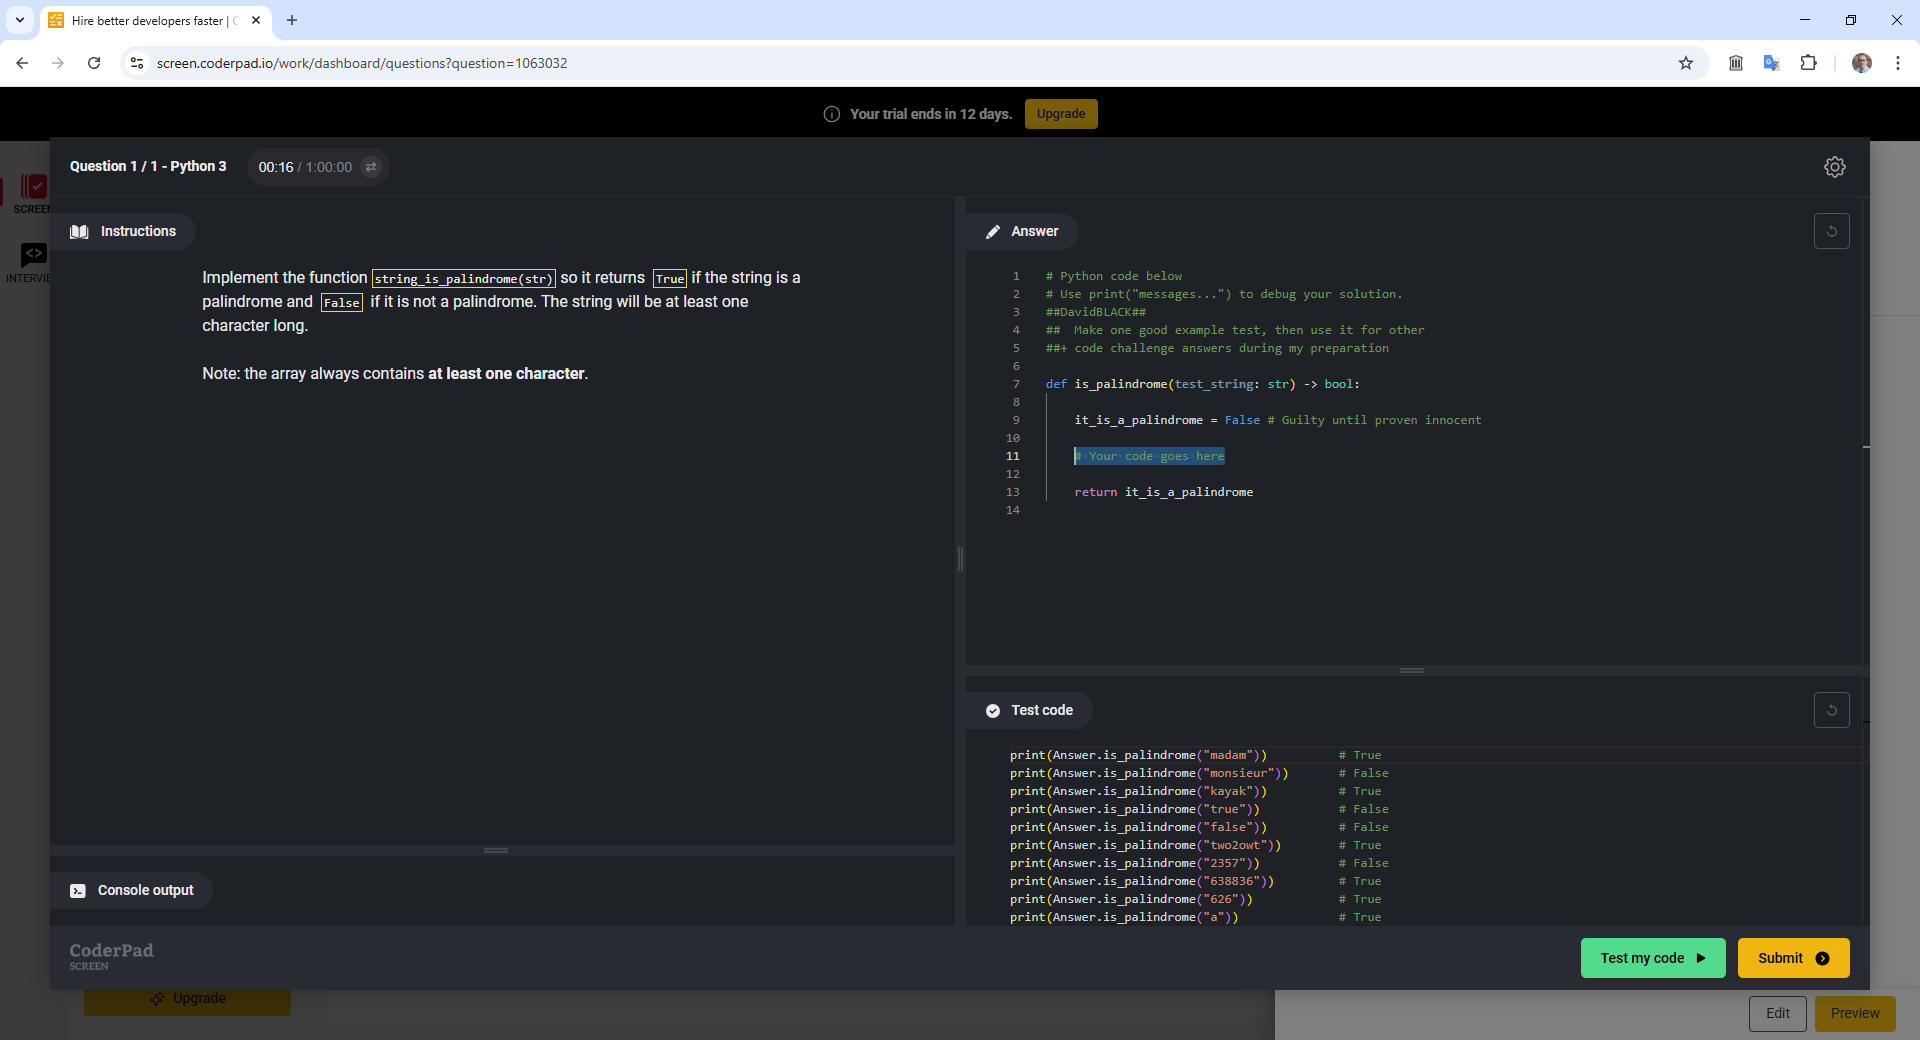 Hire better developers faster |
screen.coderpad.io/work/dashboard/questions?question=1063032
Your trial ends in 12 days.
Upgrade
Question 1 / 1 - Python 3
00:16 / 1:00:00
SCREEN
INTERVIE
Instructions
Implement the function string_is_palindrome(str) so it returns True if the string is a
palindrome and False if it is not a palindrome. The string will be at least one
character long.
Note: the array always contains at least one character.
Console output
Answer
1 # Python code below
2 # Use print("messages...") to debug your solution.
3 ##DavidBLACK##
4 ##  Make one good example test, then use it for other
5 ##+ code challenge answers during my preparation
6
7 def is_palindrome(test_string: str) -> bool:
8
9     it_is_a_palindrome = False # Guilty until proven innocent
10
11     # Your code goes here
12
13     return it_is_a_palindrome
14
Test code
print(Answer.is_palindrome("madam"))          # True
print(Answer.is_palindrome("monsieur"))       # False
print(Answer.is_palindrome("kayak"))          # True
print(Answer.is_palindrome("true"))           # False
print(Answer.is_palindrome("false"))          # False
print(Answer.is_palindrome("two2owt"))        # True
print(Answer.is_palindrome("2357"))           # False
print(Answer.is_palindrome("638836"))         # True
print(Answer.is_palindrome("626"))            # True
print(Answer.is_palindrome("a"))              # True
CoderPad
SCREEN
Test my code
Submit
Upgrade
Edit
Preview